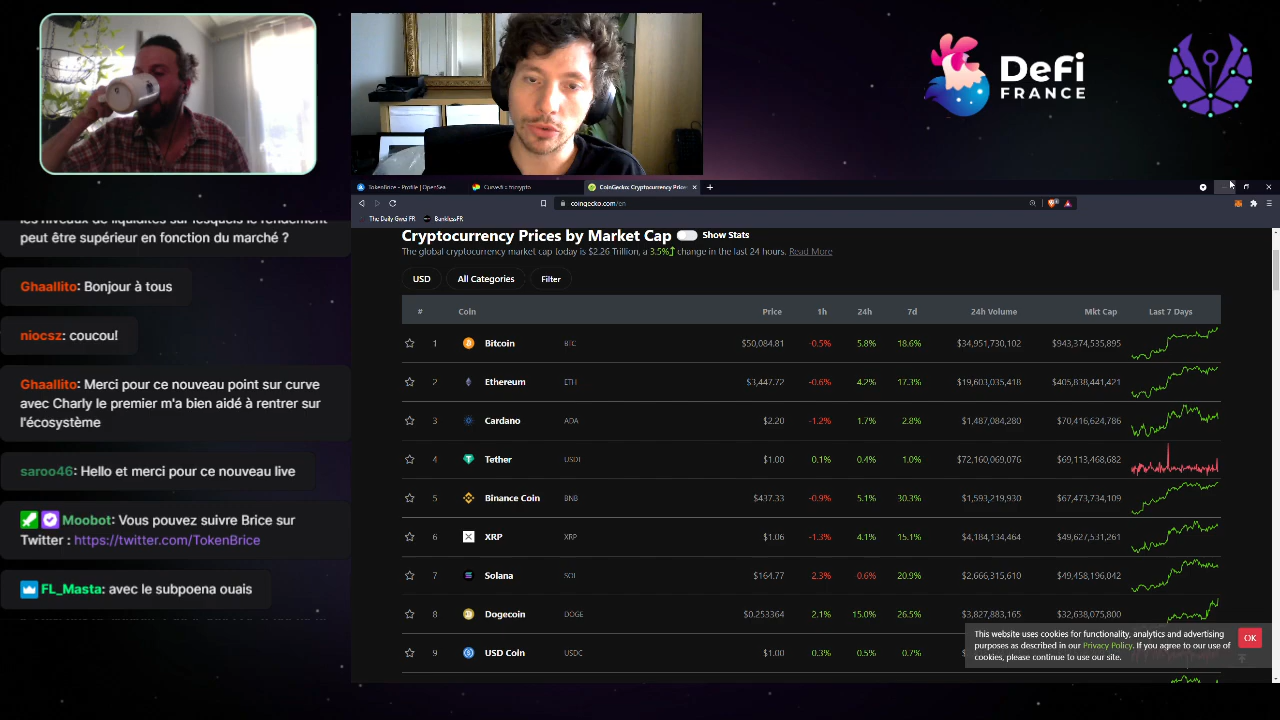 DeFi
FRANCE
TokenBrice - Profile | OpenSea
CoinGecko: Cryptocurrency Price
coingecko.com/en
The Daily Gwei FR
BanklessFR
les niveaux de liquidités sur lesquels le rendement
peut être supérieur en fonction du marché ?
Ghaallito: Bonjour à tous
niocsz: coucou!
Ghaallito: Merci pour ce nouveau point sur curve
avec Charly le premier m'a bien aidé à rentrer sur
l'écosystème
saroo46: Hello et merci pour ce nouveau live
Moobot: Vous pouvez suivre Brice sur
Twitter : https://twitter.com/TokenBrice
FL_Masta: avec le subpoena ouais
Cryptocurrency Prices by Market Cap Show Stats
The global cryptocurrency market cap today is $2.26 Trillion, a 3.5% change in the last 24 hours. Read More
USD All Categories Filter
# Coin Price 1h 24h 7d 24h Volume Mkt Cap Last 7 Days
1 Bitcoin BTC $50,084.81 -0.5% 5.8% 18.6% $34,951,730,102 $943,374,535,895
2 Ethereum ETH $3,447.72 -0.6% 4.2% 17.3% $19,603,035,418 $405,838,441,421
3 Cardano ADA $2.20 -1.2% 1.7% 2.8% $1,487,084,280 $70,416,624,786
4 Tether USDT $1.00 0.1% 0.4% 1.0% $72,160,069,076 $69,113,468,682
5 Binance Coin BNB $437.33 -0.9% 5.1% 30.3% $1,593,219,930 $67,473,734,109
6 XRP XRP $1.06 -1.3% 4.1% 15.1% $4,184,134,464 $49,627,531,261
7 Solana SOL $164.77 2.3% 0.6% 20.9% $2,666,315,610 $49,458,196,042
8 Dogecoin DOGE $0.253364 2.1% 15.0% 26.5% $3,827,883,165 $32,638,075,800
9 USD Coin USDC $1.00 0.3% 0.5% 0.7%
This website uses cookies for functionality, analytics and advertising
purposes as described in our Privacy Policy. If you agree to our use of
cookies, please continue to use our site.
OK